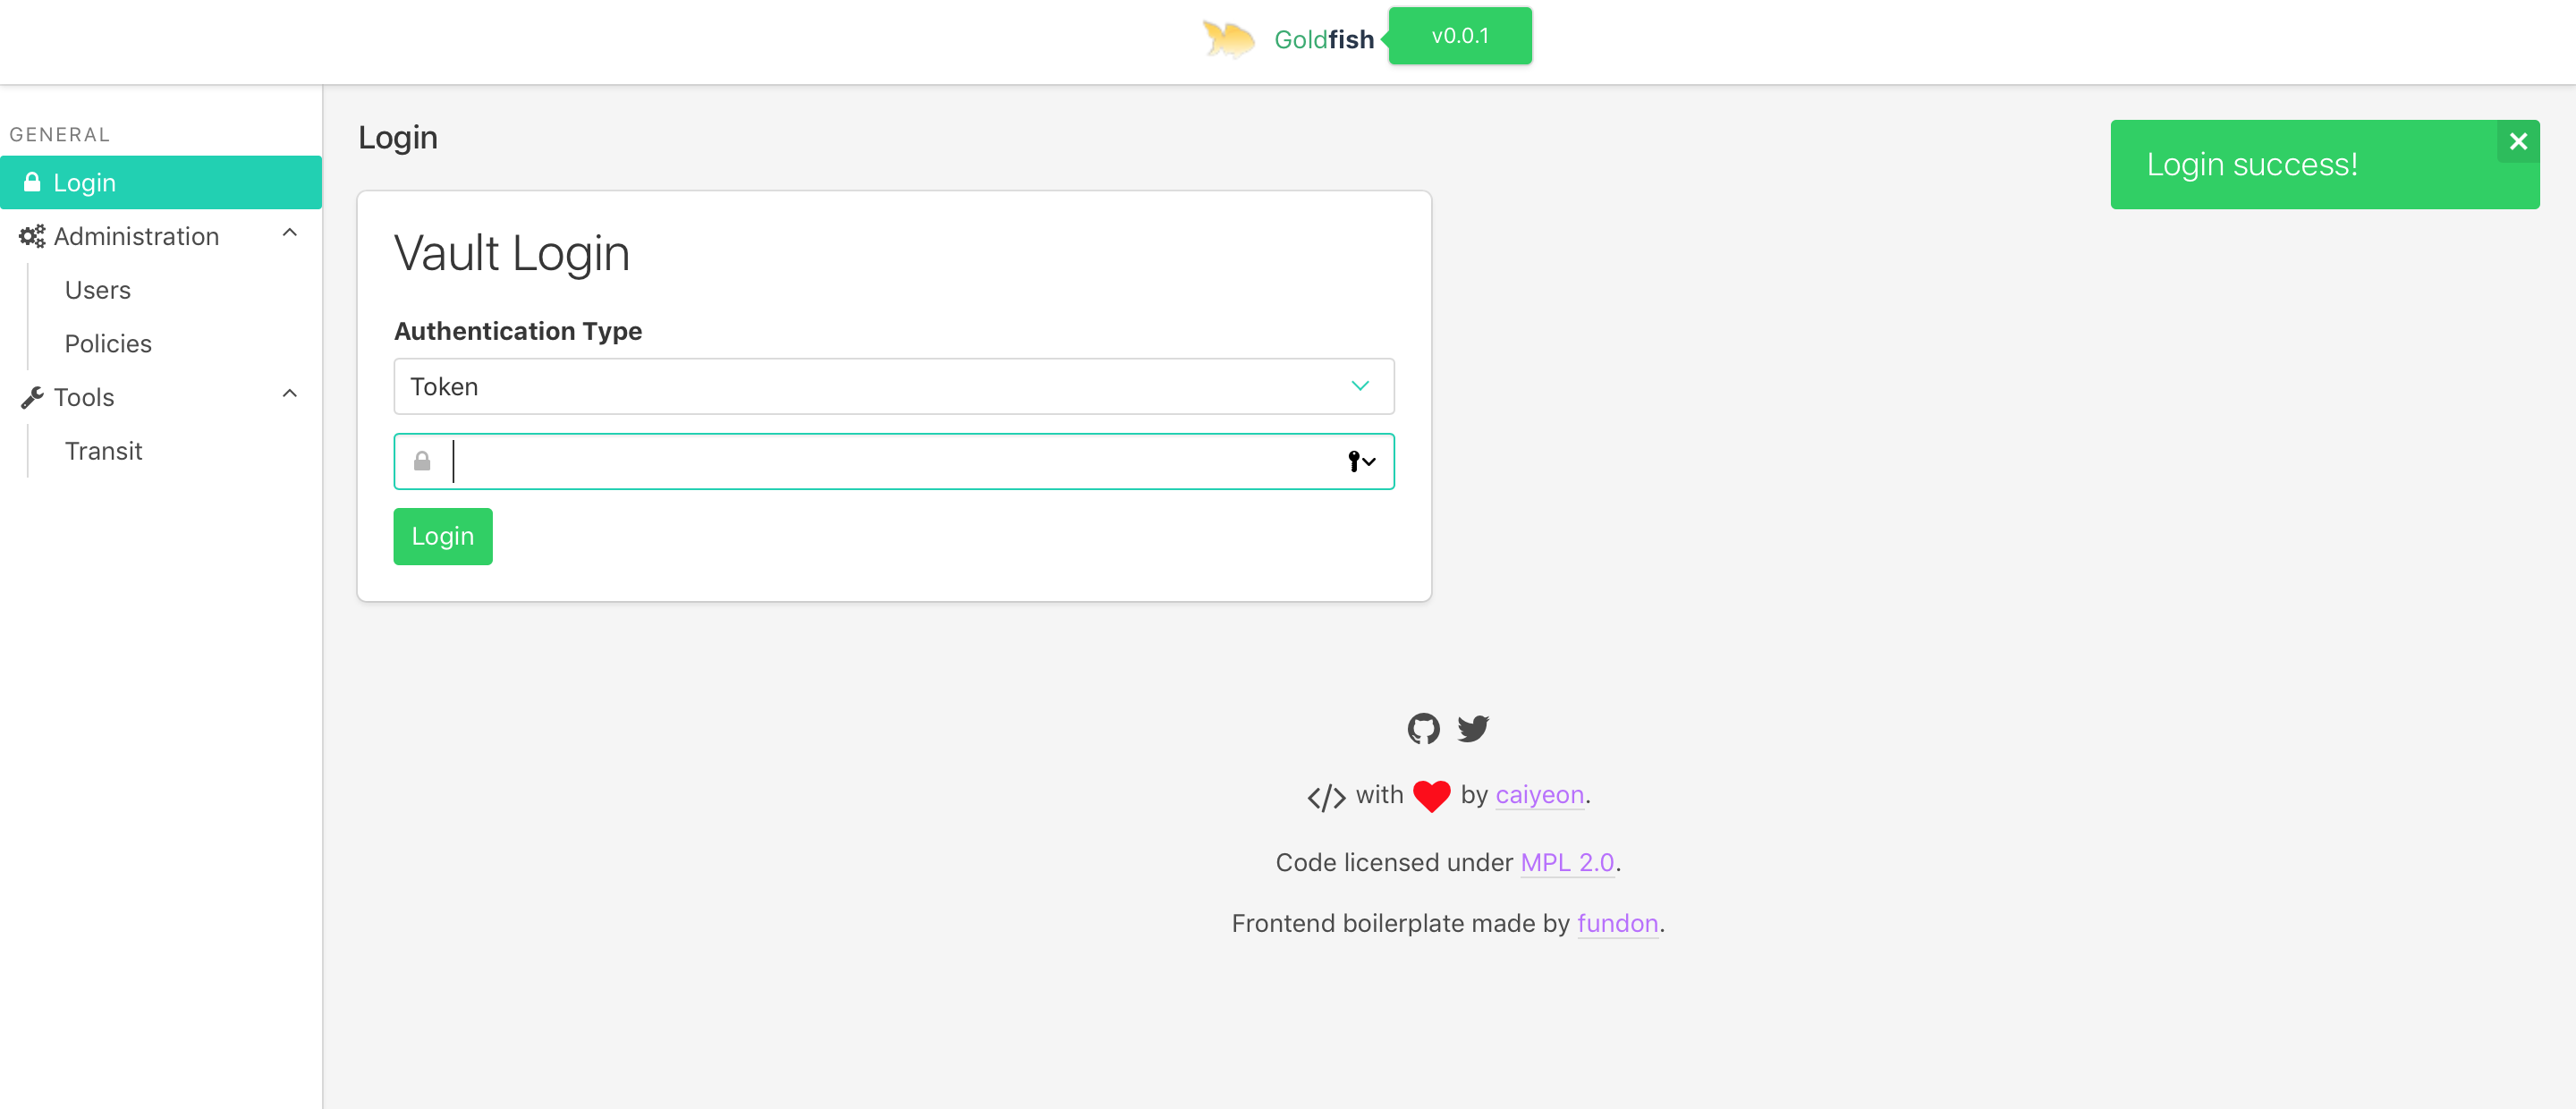 Goldfish
v0.0.1
GENERAL
Login
Administration
Users
Policies
Tools
Transit
Login
Vault Login
Authentication Type
Token
Login
Login success!
</> with by caiyeon.
Code licensed under MPL 2.0.
Frontend boilerplate made by fundon.